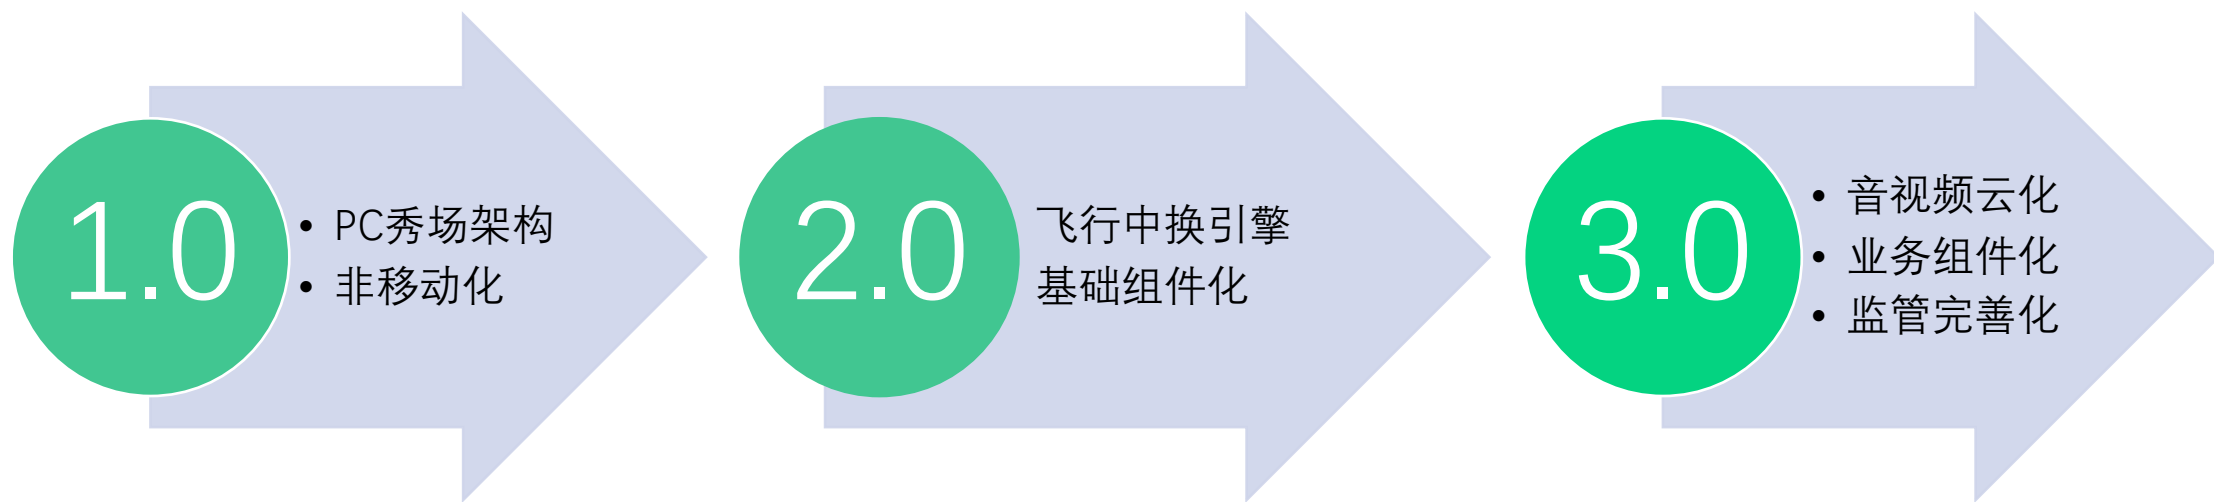 1.0
• PC秀场架构
• 非移动化
2.0
飞行中换引擎
基础组件化
3.0
• 音视频云化
• 业务组件化
• 监管完善化